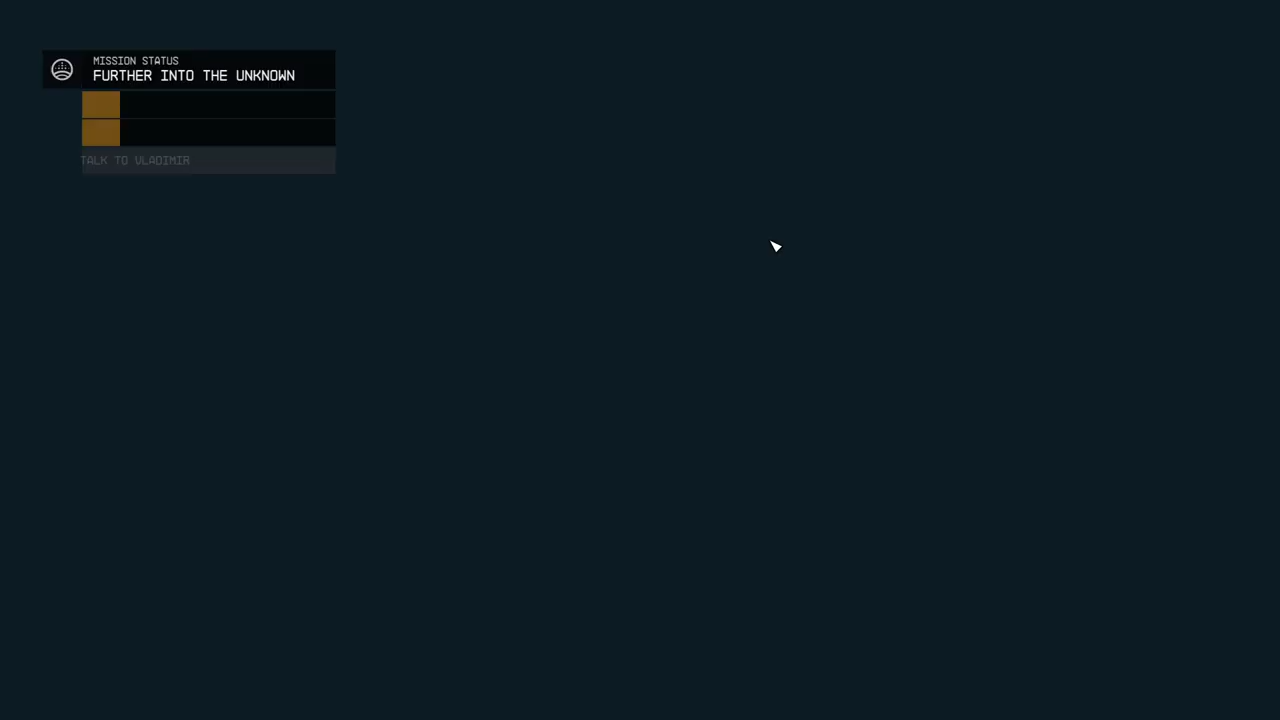 MISSION STATUS
FURTHER INTO THE UNKNOWN
TALK TO VLADIMIR